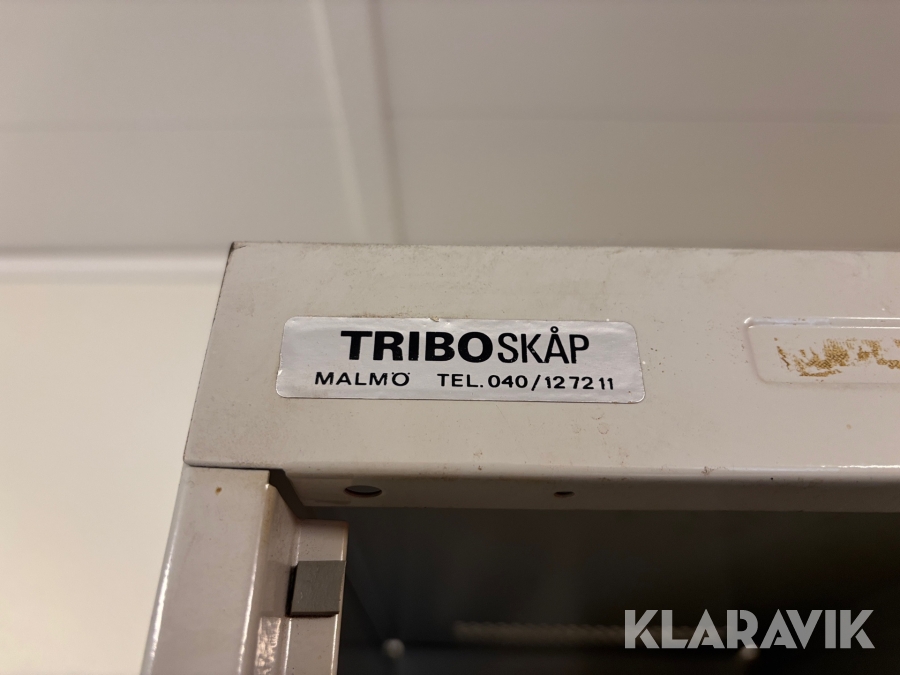 TRIBOSKÅP
MALMÖ TEL. 040/127211
KLARAVIK